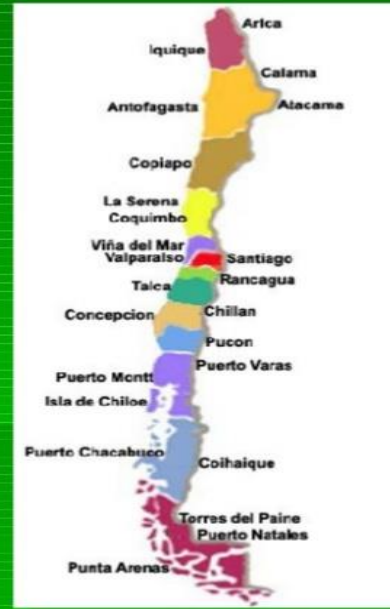 Arica
Iquique
Calama
Antofagasta
Atacama
Copiapo
La Serena
Coquimbo
Viña del Mar
Valparaiso
Santiago
Rancagua
Talca
Chillan
Concepcion
Pucon
Puerto Varas
Puerto Montt
Isla de Chiloe
Puerto Chacabuco
Coihaique
Torres del Paine
Puerto Natales
Punta Arenas